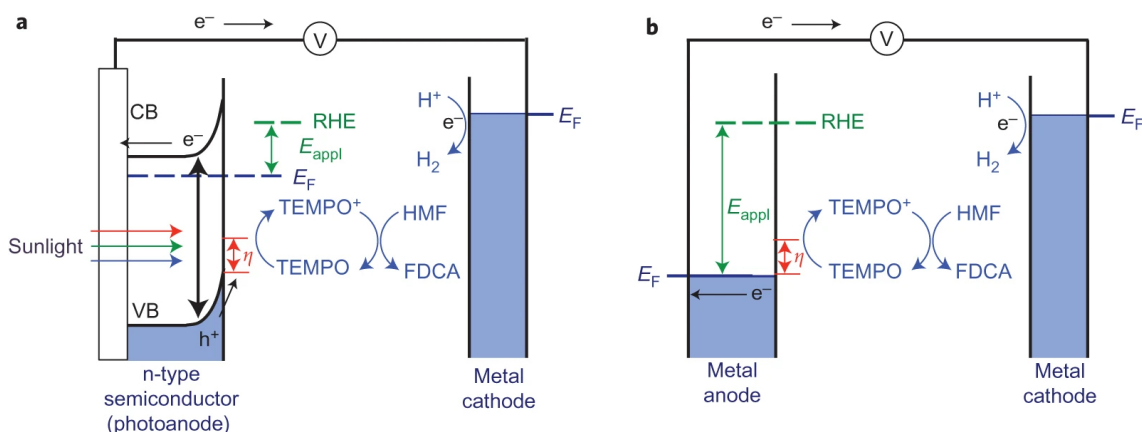 a
e⁻
V
CB
e⁻
RHE
E_appl
E_F
H⁺
e⁻
H₂
E_F
Sunlight
TEMPO⁺
HMF
η
TEMPO
FDCA
VB
h⁺
n-type
semiconductor
(photoanode)
Metal
cathode
b
e⁻
V
RHE
E_appl
H⁺
e⁻
H₂
E_F
TEMPO⁺
HMF
η
TEMPO
FDCA
E_F
e⁻
Metal
anode
Metal
cathode